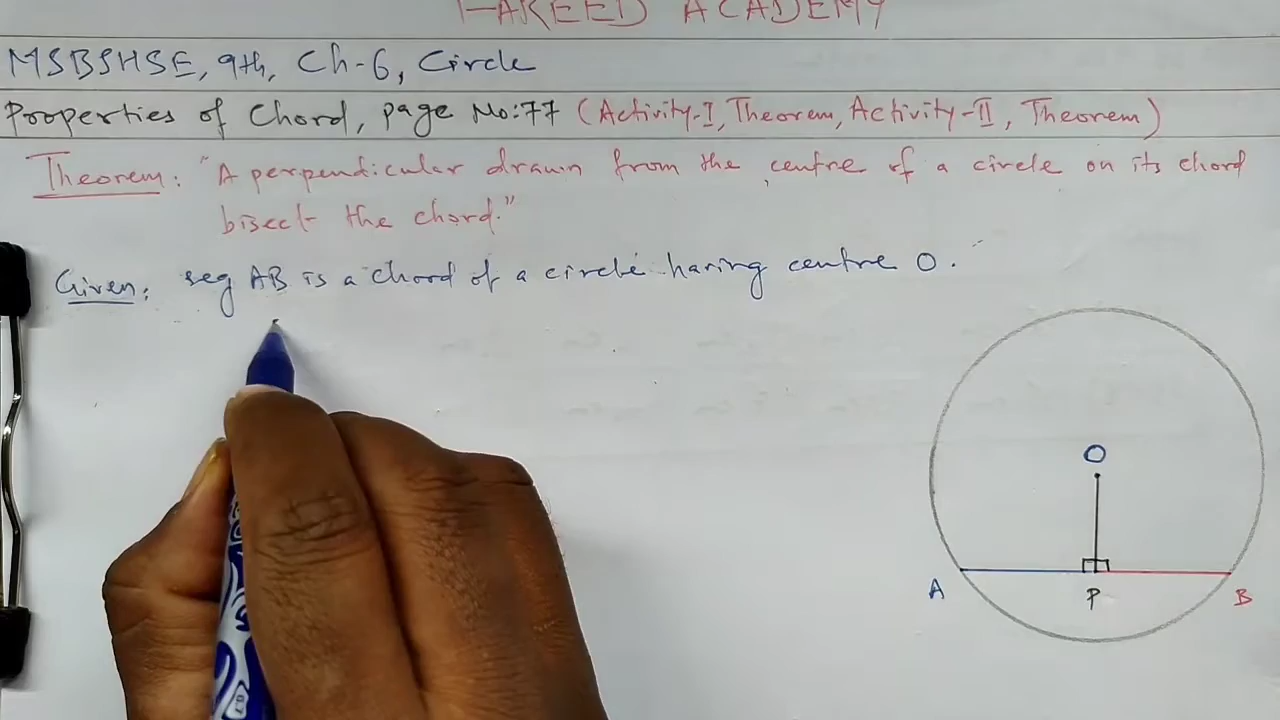 FAREED ACADEMY
MSBSHSE, 9th, Ch-6, Circle
Properties of Chord, page No:77 (Activity-I, Theorem, Activity-II, Theorem)
Theorem: "A perpendicular drawn from the centre of a circle on its chord
bisect the chord."
Given: seg AB is a chord of a circle having centre O.
O
A P B